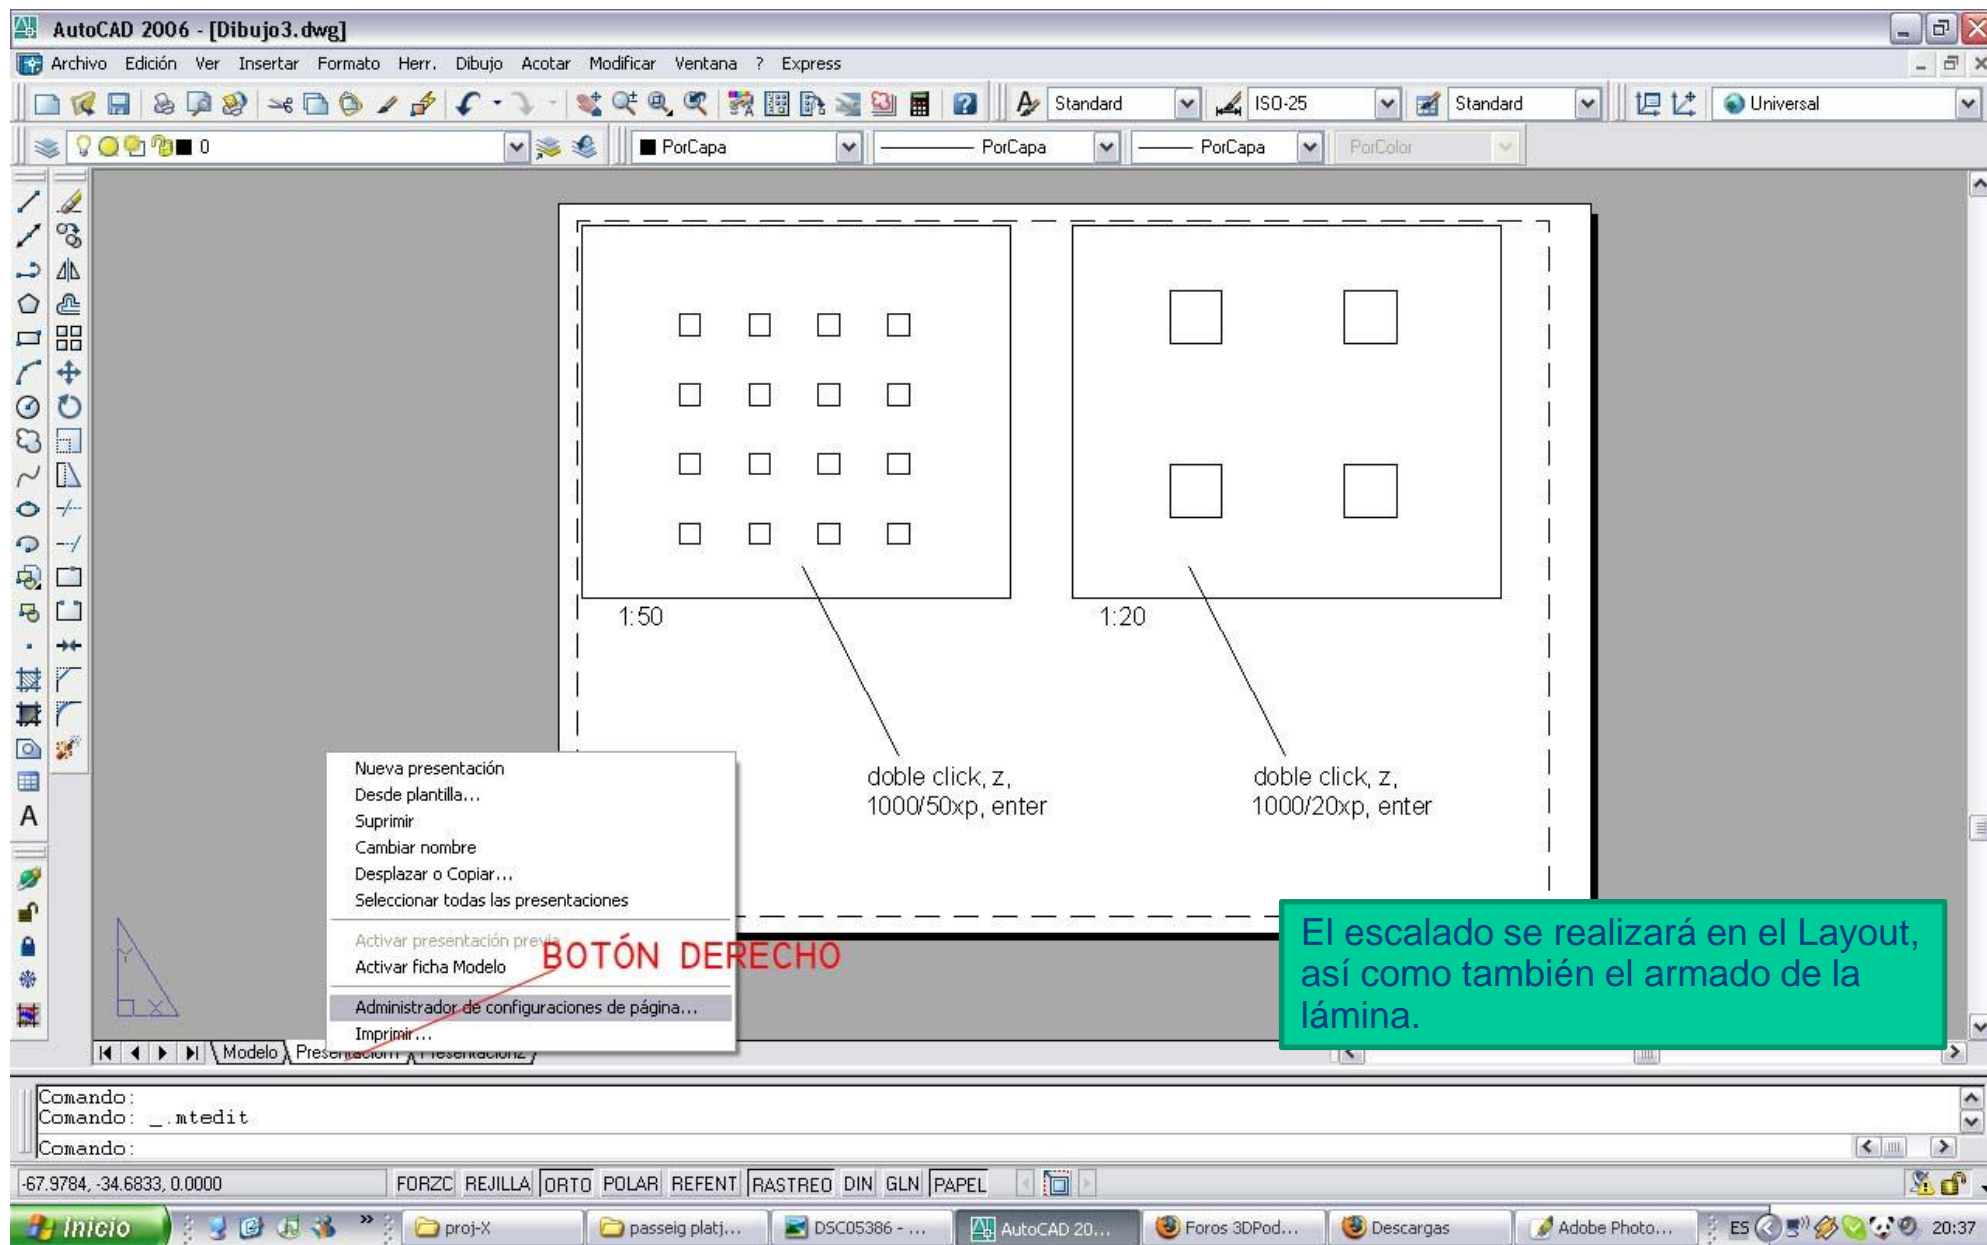 AutoCAD 2006 - [Dibujo3.dwg]
Archivo Edición Ver Insertar Formato Herr. Dibujo Acotar Modificar Ventana ? Express
Standard ISO-25 Standard Universal
0 PorCapa PorCapa PorCapa PorColor
1:50
1:20
doble click, z,
1000/50xp, enter
doble click, z,
1000/20xp, enter
Nueva presentación
Desde plantilla...
Suprimir
Cambiar nombre
Desplazar o Copiar...
Seleccionar todas las presentaciones
Activar presentación previa
Activar ficha Modelo
BOTÓN DERECHO
Administrador de configuraciones de página...
Imprimir...
El escalado se realizará en el Layout,
así como también el armado de la
lámina.
Y
X
Modelo Presentación1 Presentación2
Comando:
Comando: _.mtedit
Comando:
-67.9784, -34.6833, 0.0000 FORZC REJILLA ORTO POLAR REFENT RASTREO DIN GLN PAPEL
Inicio » proj-X passeig platj... DSC05386 - ... AutoCAD 20... Foros 3DPod... Descargas Adobe Photo... ES 20:37